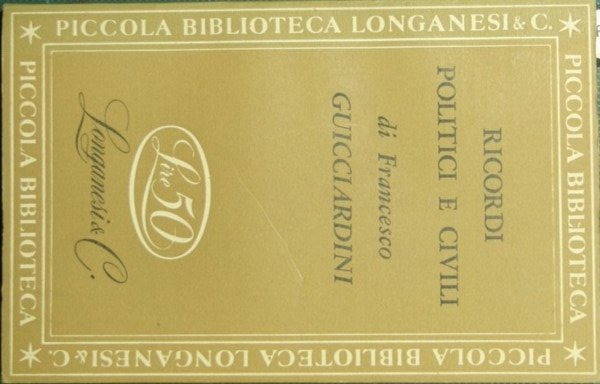 PICCOLA BIBLIOTECA
RICORDI
POLITICI E CIVILI
di Francesco
GUICCIARDINI
Lire 50
Longanesi & C.
PICCOLA BIBLIOTECA LONGANESI & C.
PICCOLA BIBLIOTECA
PICCOLA BIBLIOTECA LONGANESI & C.